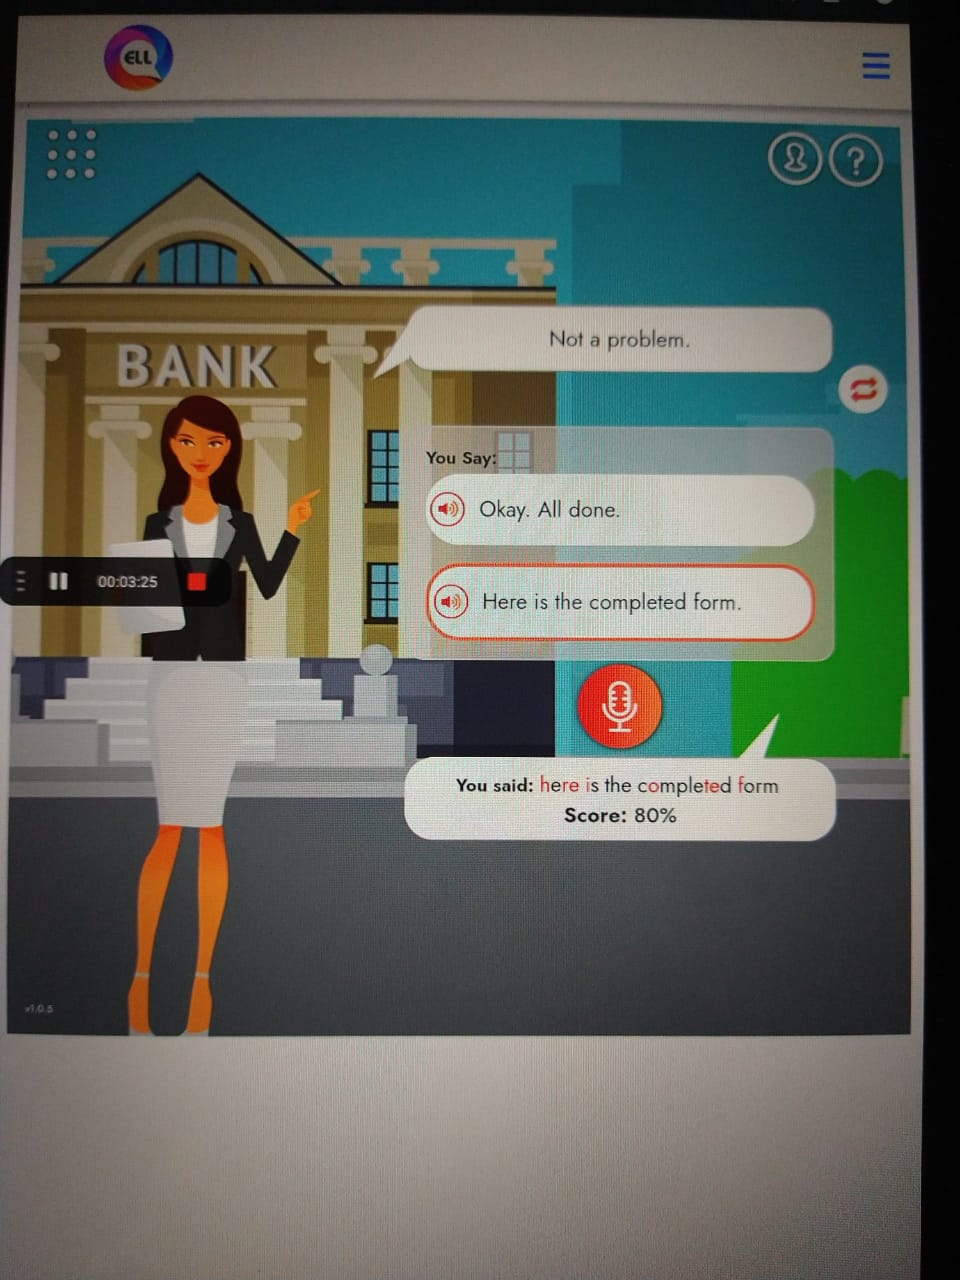 ELL
?
BANK
Not a problem.
You Say:
Okay. All done.
Here is the completed form.
00:03:25
You said: here is the completed form
Score: 80%
v1.0.5